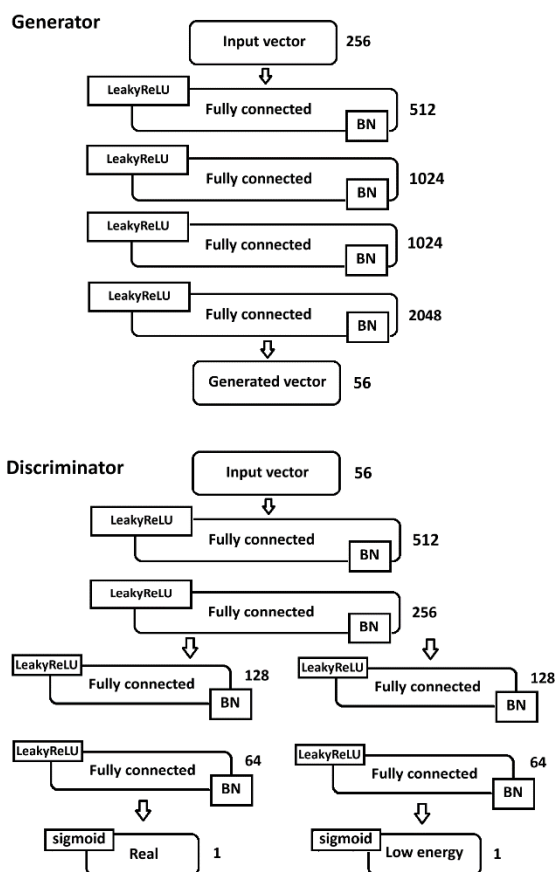 Generator
Input vector 256
LeakyReLU
Fully connected 512
BN
LeakyReLU
Fully connected 1024
BN
LeakyReLU
Fully connected 1024
BN
LeakyReLU
Fully connected 2048
BN
Generated vector 56
Discriminator
Input vector 56
LeakyReLU
Fully connected 512
BN
LeakyReLU
Fully connected 256
BN
LeakyReLU
Fully connected 128
BN
LeakyReLU
Fully connected 64
BN
sigmoid
Real 1
LeakyReLU
Fully connected 128
BN
LeakyReLU
Fully connected 64
BN
sigmoid
Low energy 1